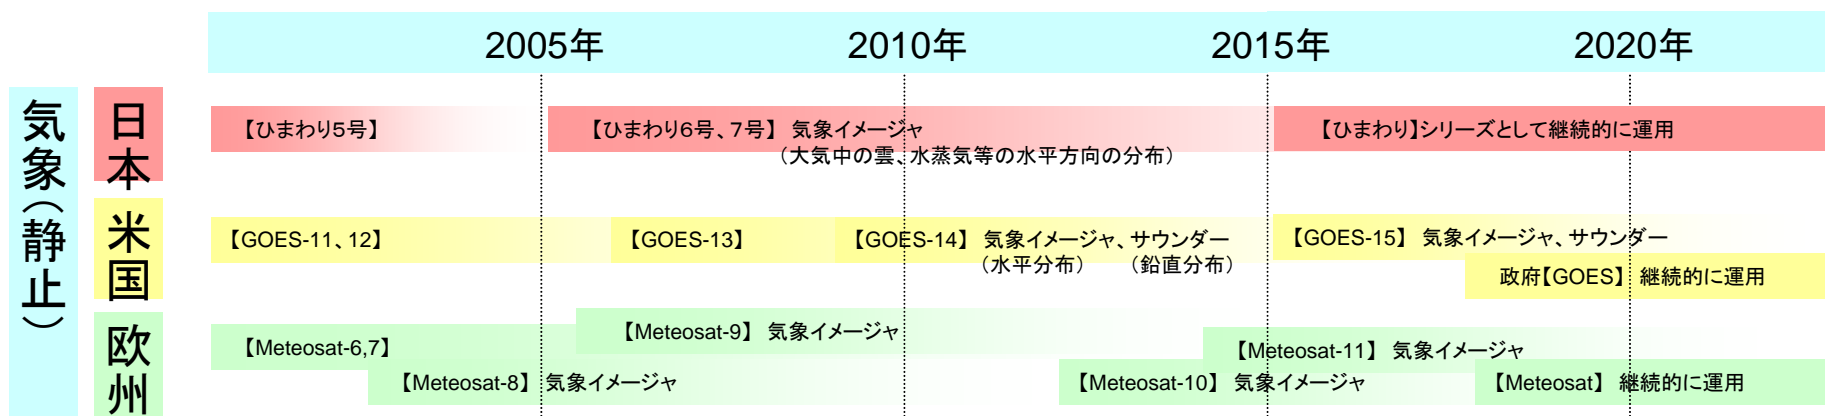 2005年 2010年 2015年 2020年
気象(静止)
日本
【ひまわり5号】 【ひまわり6号、7号】 気象イメージャ 【ひまわり】シリーズとして継続的に運用
(大気中の雲、水蒸気等の水平方向の分布)
米国
【GOES-11、12】 【GOES-13】 【GOES-14】 気象イメージャ、サウンダー 【GOES-15】 気象イメージャ、サウンダー
(水平分布) (鉛直分布)
政府【GOES】 継続的に運用
欧州
【Meteosat-6,7】 【Meteosat-9】 気象イメージャ 【Meteosat-11】 気象イメージャ
【Meteosat-8】 気象イメージャ 【Meteosat-10】 気象イメージャ 【Meteosat】 継続的に運用